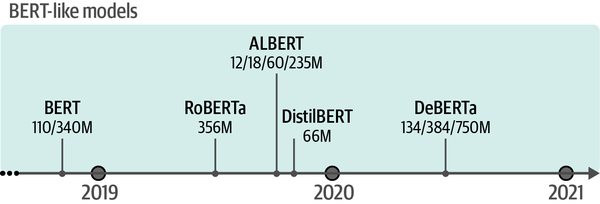 BERT-like models
ALBERT
12/18/60/235M
BERT
110/340M
RoBERTa
356M
DistilBERT
66M
DeBERTa
134/384/750M
2019
2020
2021